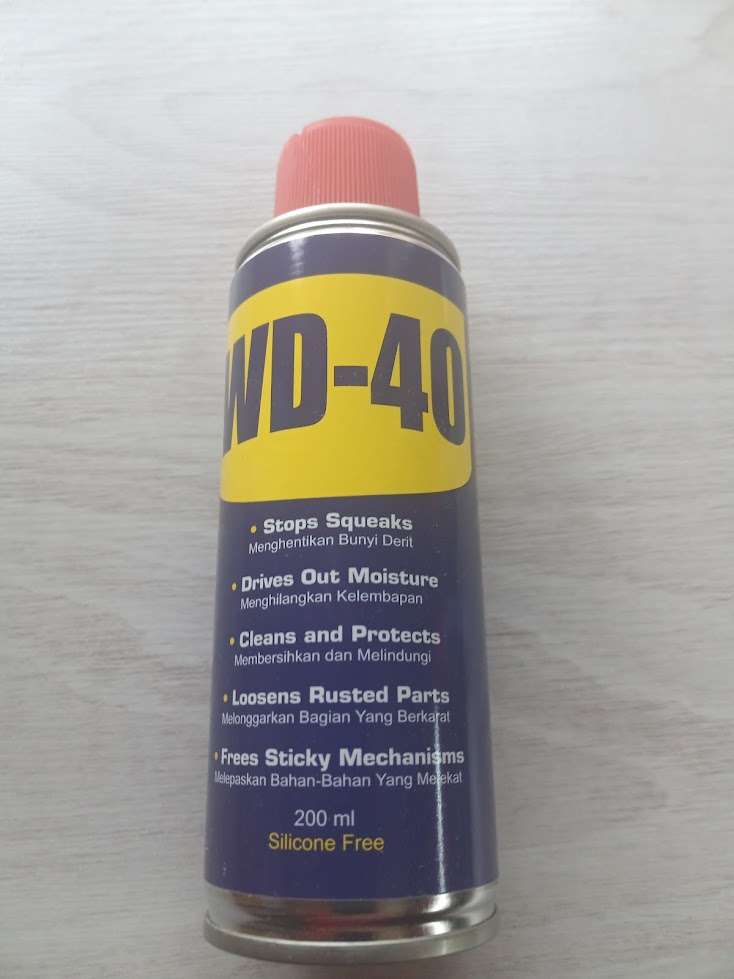 WD-40
• Stops Squeaks
Menghentikan Bunyi Derit
• Drives Out Moisture
Menghilangkan Kelembapan
• Cleans and Protects
Membersihkan dan Melindungi
• Loosens Rusted Parts
Melonggarkan Bagian Yang Berkarat
• Frees Sticky Mechanisms
Melepaskan Bahan-Bahan Yang Melekat
200 ml
Silicone Free